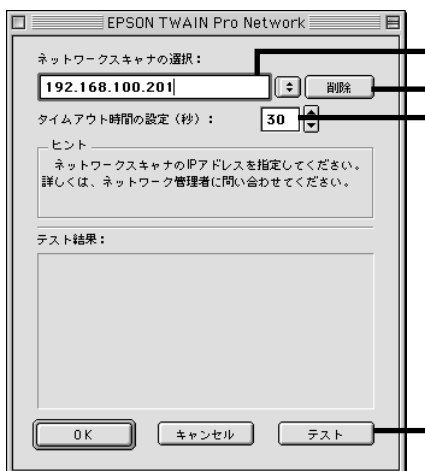 EPSON TWAIN Pro Network
ネットワークスキャナの選択：
192.168.100.201
削除
タイムアウト時間の設定（秒）：
30
ヒント
ネットワークスキャナのIPアドレスを指定してください。
詳しくは、ネットワーク管理者に問い合わせてください。
テスト結果：
OK
キャンセル
テスト